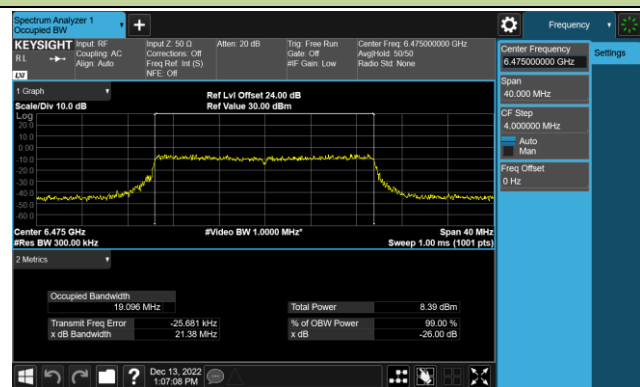 Spectrum Analyzer 1
Occupied BW
Frequency
KEYSIGHT
RL
Input: RF
Coupling: AC
Align: Auto
Input Z: 50 Ω
Corrections: Off
Freq Ref: Int (S)
NFE: Off
Atten: 20 dB
Trig: Free Run
Gate: Off
#IF Gain: Low
Center Freq: 6.475000000 GHz
Avg|Hold: 50/50
Radio Std: None
Center Frequency
6.475000000 GHz
Settings
Span
40.000 MHz
CF Step
4.000000 MHz
Auto
Man
Freq Offset
0 Hz
1 Graph
Scale/Div 10.0 dB
Ref Lvl Offset 24.00 dB
Ref Value 30.00 dBm
Log
20.0
10.0
0.00
-10.0
-20.0
-30.0
-40.0
-50.0
-60.0
Center 6.475 GHz
#Res BW 300.00 kHz
#Video BW 1.0000 MHz*
Span 40 MHz
Sweep 1.00 ms (1001 pts)
2 Metrics
Occupied Bandwidth
19.096 MHz
Total Power 8.39 dBm
Transmit Freq Error -25.681 kHz
% of OBW Power 99.00 %
x dB Bandwidth 21.38 MHz
x dB -26.00 dB
?
Dec 13, 2022
1:07:08 PM